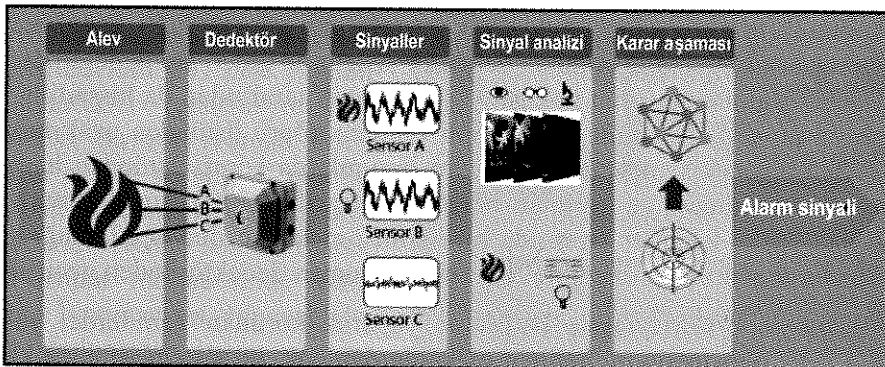 Alev
Dedektör
Sinyaller
Sinyal analizi
Karar aşaması
A
B
C
Sensor A
Sensor B
Sensor C
Alarm sinyali